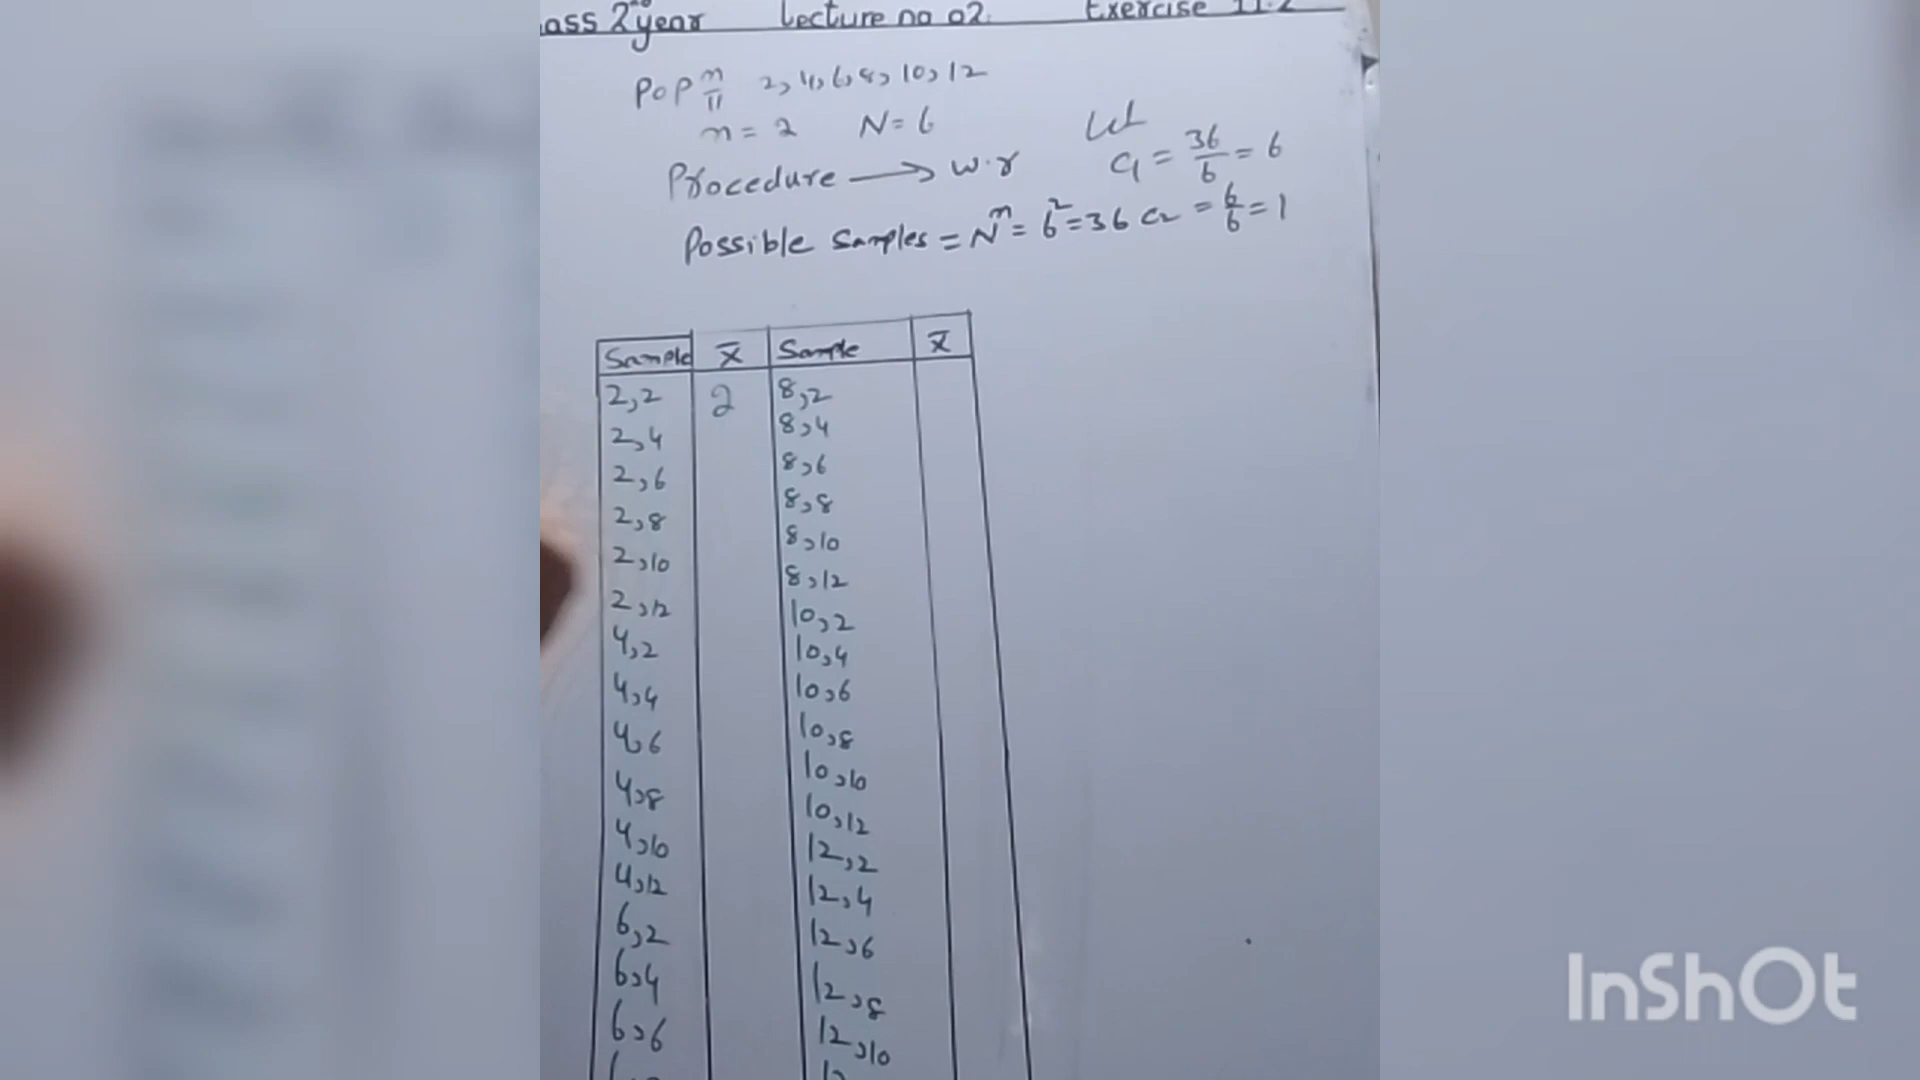 ass 2nd year Lecture no 02 Exercise 11.2
Pop n 2, 4, 6, 8, 10, 12
n = 2 N = 6
Procedure → w.r
C1 = 36/6 = 6
Possible Samples = N^n = 6^2 = 36 C2 = 6/6 = 1
Sample x̄ Sample x̄
2,2 2 8,2
2,4 8,4
2,6 8,6
2,8 8,8
2,10 8,10
2,12 8,12
4,2 10,2
4,4 10,4
4,6 10,6
4,8 10,8
4,10 10,10
4,12 10,12
6,2 12,2
6,4 12,4
6,6 12,6
12,8
12,10
InShOt